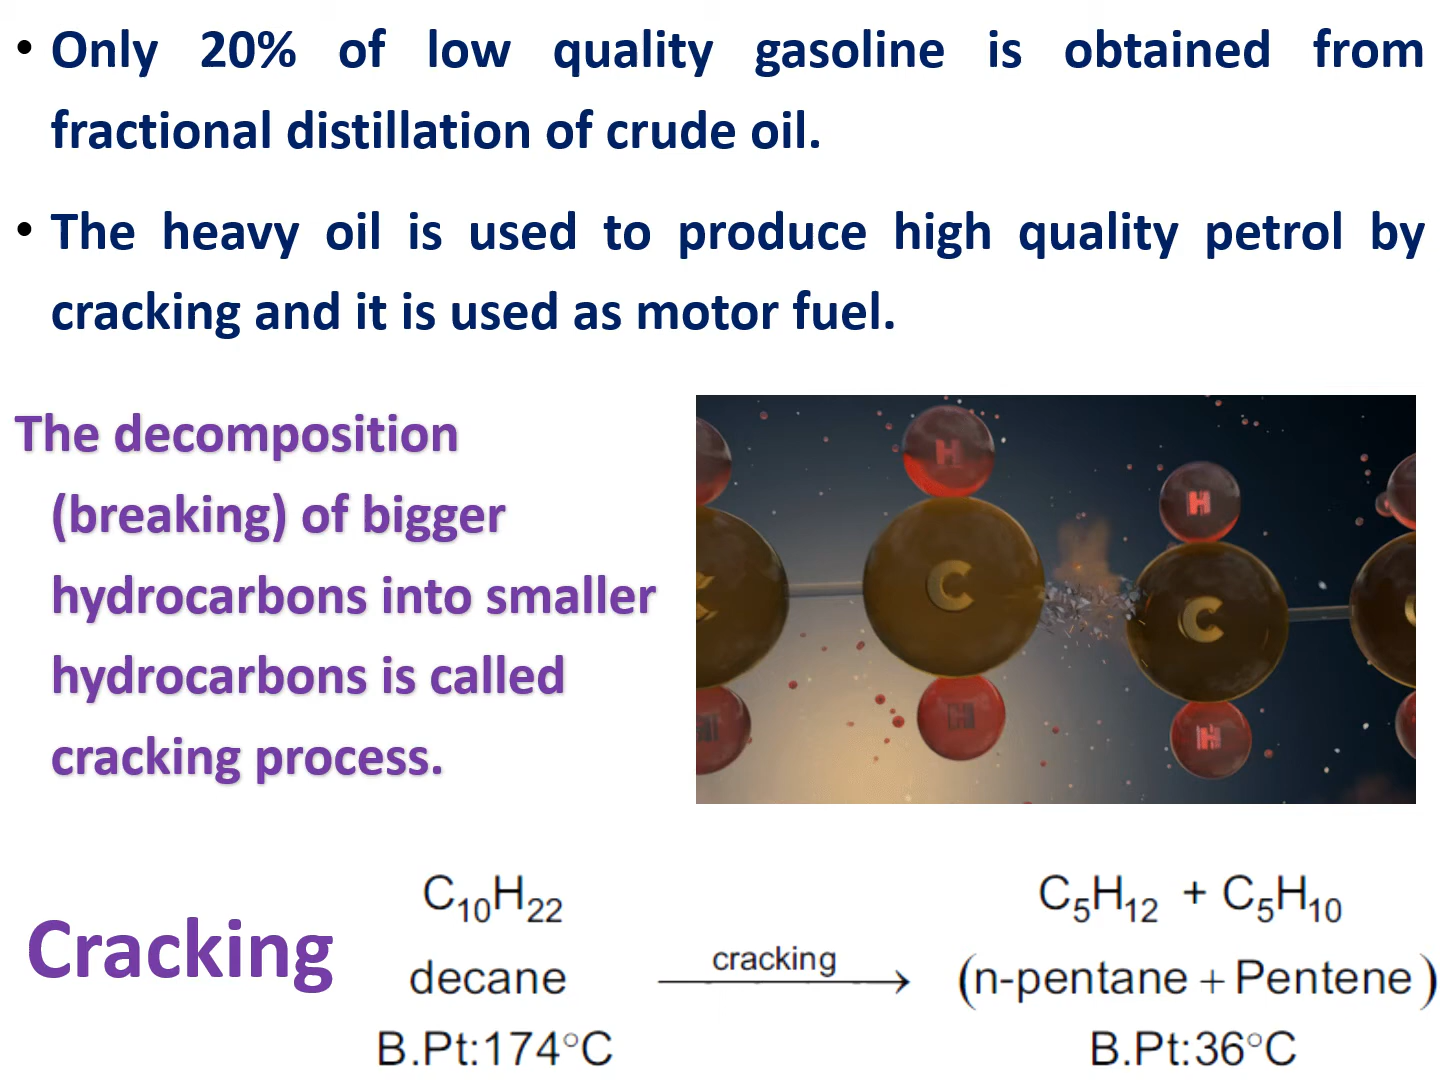 • Only 20% of low quality gasoline is obtained from
fractional distillation of crude oil.
• The heavy oil is used to produce high quality petrol by
cracking and it is used as motor fuel.
The decomposition
(breaking) of bigger
hydrocarbons into smaller
hydrocarbons is called
cracking process.
H
H
C
C
H
H
H
Cracking
C₁₀H₂₂
decane
B.Pt:174°C
cracking
C₅H₁₂ + C₅H₁₀
(n-pentane + Pentene)
B.Pt:36°C